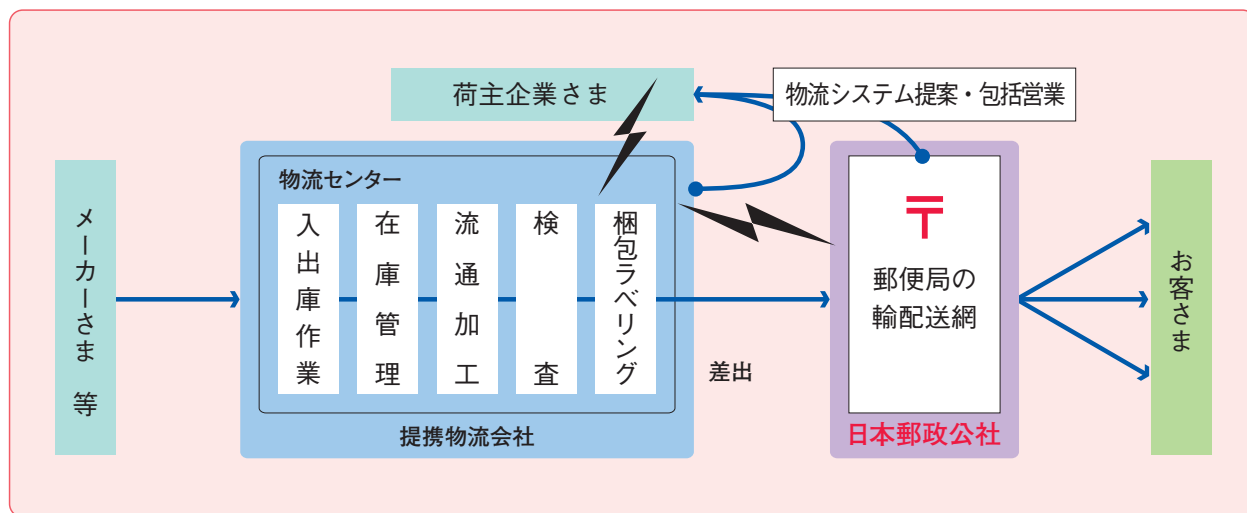 荷主企業さま
物流システム提案・包括営業
メーカーさま 等
物流センター
入出庫作業
在庫管理
流通加工
検査
梱包ラベリング
提携物流会社
差出
〒
郵便局の
輸配送網
日本郵政公社
お客さま